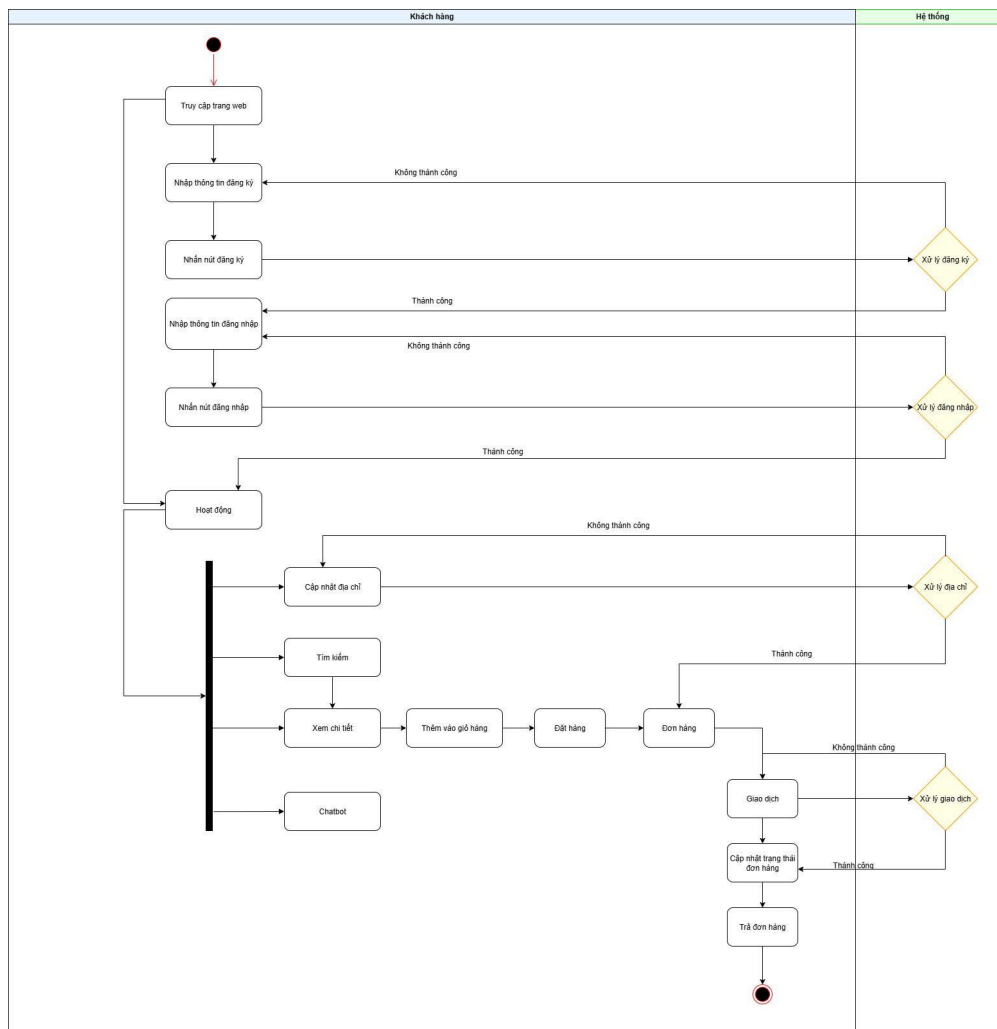 Khách hàng
Hệ thống
Truy cập trang web
Nhập thông tin đăng ký
Không thành công
Nhấn nút đăng ký
Xử lý đăng ký
Thành công
Nhập thông tin đăng nhập
Không thành công
Nhấn nút đăng nhập
Xử lý đăng nhập
Thành công
Hoạt động
Không thành công
Cập nhật địa chỉ
Xử lý địa chỉ
Tìm kiếm
Thành công
Xem chi tiết
Thêm vào giỏ hàng
Đặt hàng
Đơn hàng
Không thành công
Giao dịch
Xử lý giao dịch
Chatbot
Cập nhật trạng thái
đơn hàng
Thành công
Trả đơn hàng